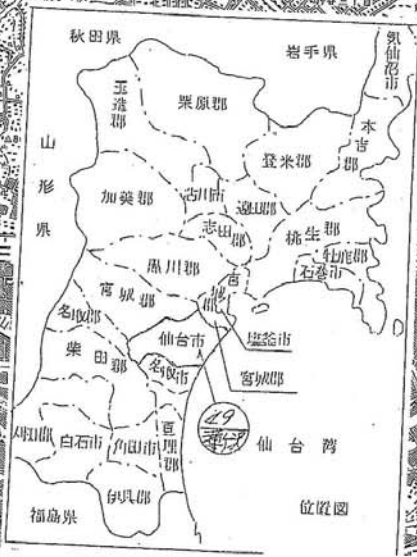 秋田県
岩手県
気仙沼市
玉造郡
栗原郡
本吉郡
登米郡
山形県
加美郡
古川市
遠田郡
志田郡
桃生郡
牡鹿郡
石巻市
黒川郡
宮城郡
宮城郡
名取郡
塩釜市
仙台市
柴田郡
名取市
宮城郡
49
仙台湾
亘理郡
刈田郡
白石市
角田市
伊具郡
福島県
位置図